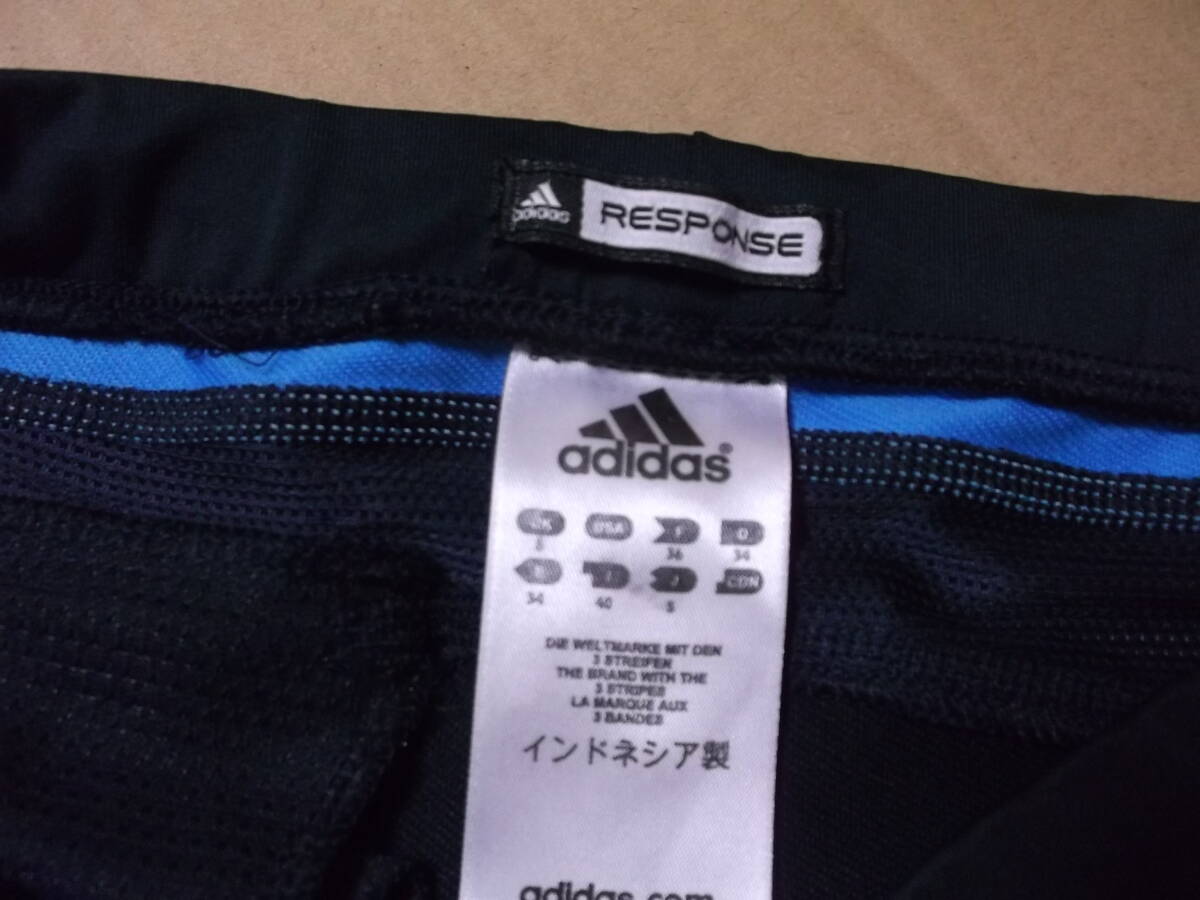 adidas RESPONSE
adidas®
UK USA F D
8 36 34
E I J CDN
34 40 S
DIE WELTMARKE MIT DEN
3 STREIFEN
THE BRAND WITH THE
3 STRIPES
LA MARQUE AUX
3 BANDES
インドネシア製
adidas.com